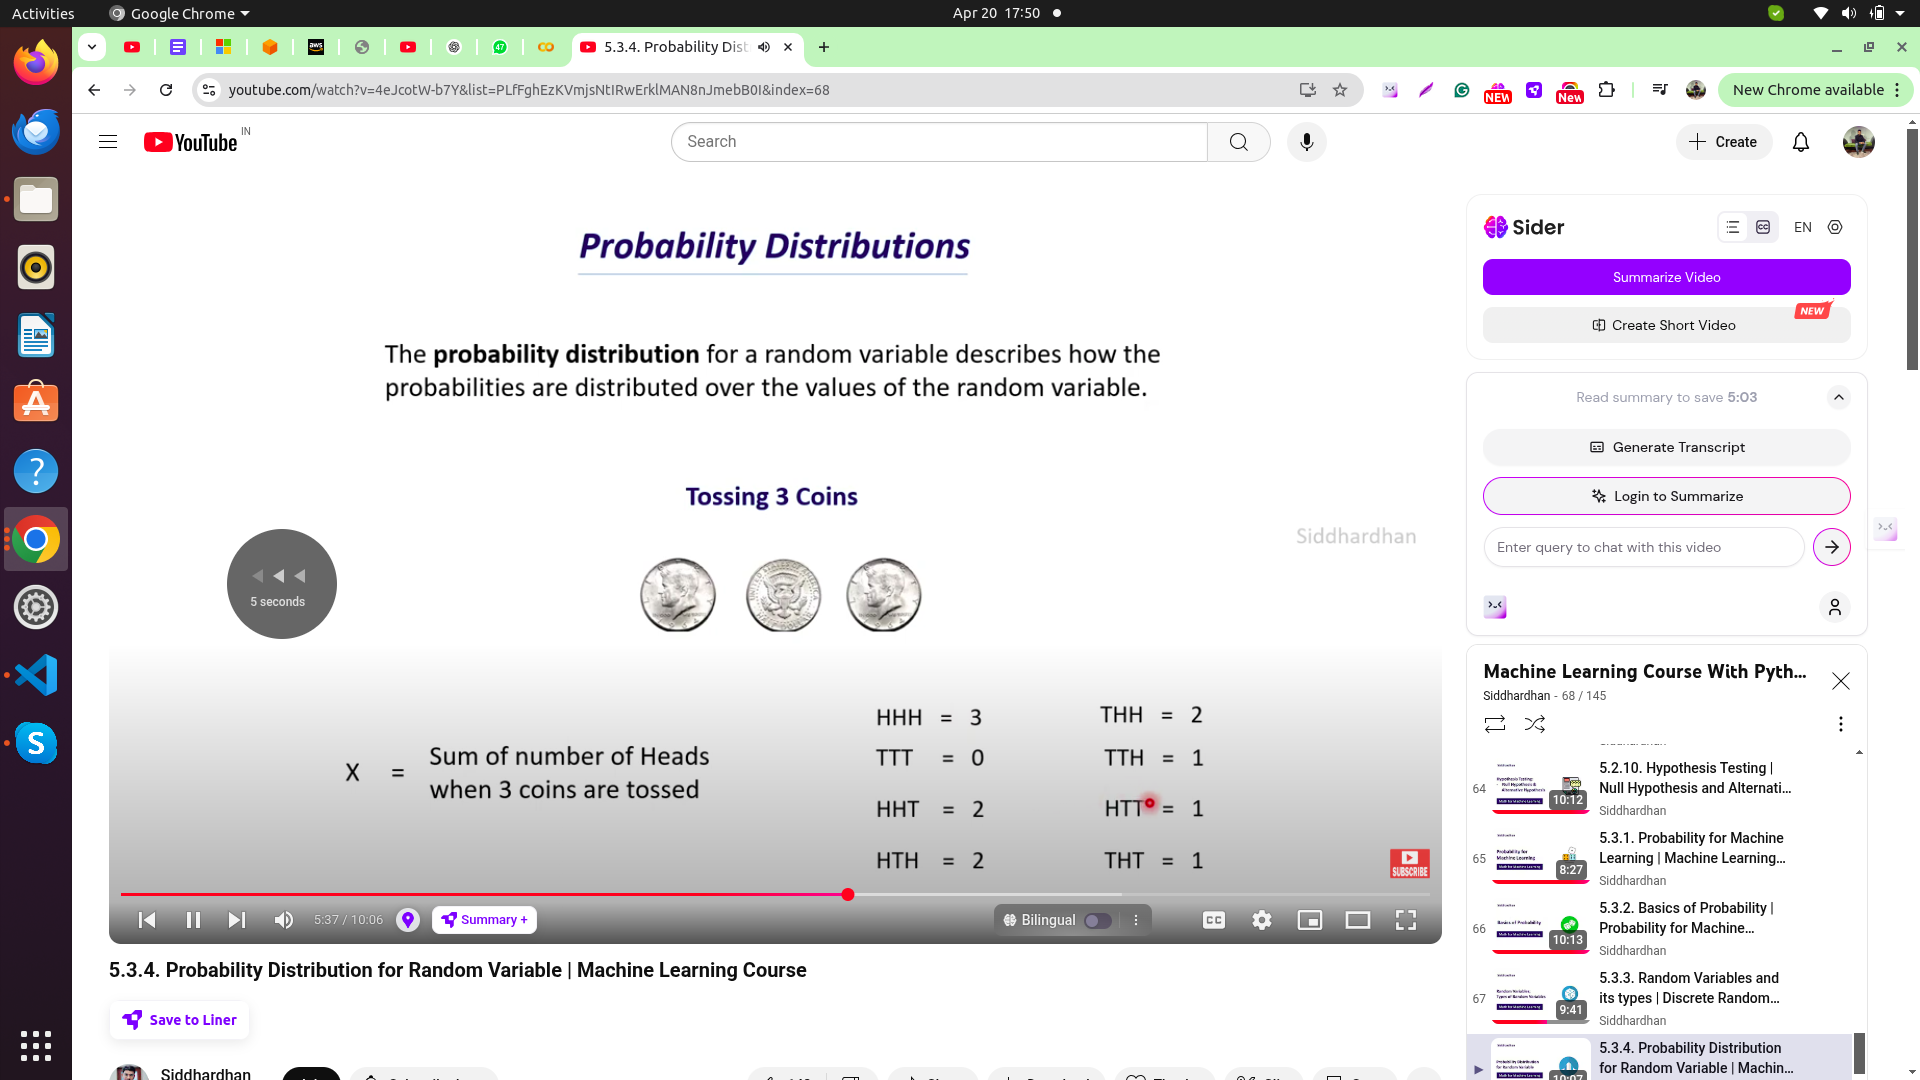 Activities
Google Chrome
Apr 20 17:50
5.3.4. Probability Dist
youtube.com/watch?v=4eJcotW-b7Y&list=PLfFghEzKVmjsNtIRwErklMAN8nJmebB0I&index=68
NEW
New
New Chrome available
YouTube
IN
Search
Create
Probability Distributions
The probability distribution for a random variable describes how the
probabilities are distributed over the values of the random variable.
Tossing 3 Coins
Siddhardhan
5 seconds
X = Sum of number of Heads
when 3 coins are tossed
HHH = 3
TTT = 0
HHT = 2
HTH = 2
THH = 2
TTH = 1
HTT = 1
THT = 1
SUBSCRIBE
5:37 / 10:06
Summary +
Bilingual
CC
5.3.4. Probability Distribution for Random Variable | Machine Learning Course
Save to Liner
Siddhardhan
Sider
EN
Summarize Video
NEW
Create Short Video
Read summary to save 5:03
Generate Transcript
Login to Summarize
Enter query to chat with this video
Machine Learning Course With Pyth...
Siddhardhan - 68 / 145
64
10:12
5.2.10. Hypothesis Testing |
Null Hypothesis and Alternati...
Siddhardhan
65
8:27
5.3.1. Probability for Machine
Learning | Machine Learning...
Siddhardhan
66
10:13
5.3.2. Basics of Probability |
Probability for Machine...
Siddhardhan
67
9:41
5.3.3. Random Variables and
its types | Discrete Random...
Siddhardhan
10:07
5.3.4. Probability Distribution
for Random Variable | Machin...